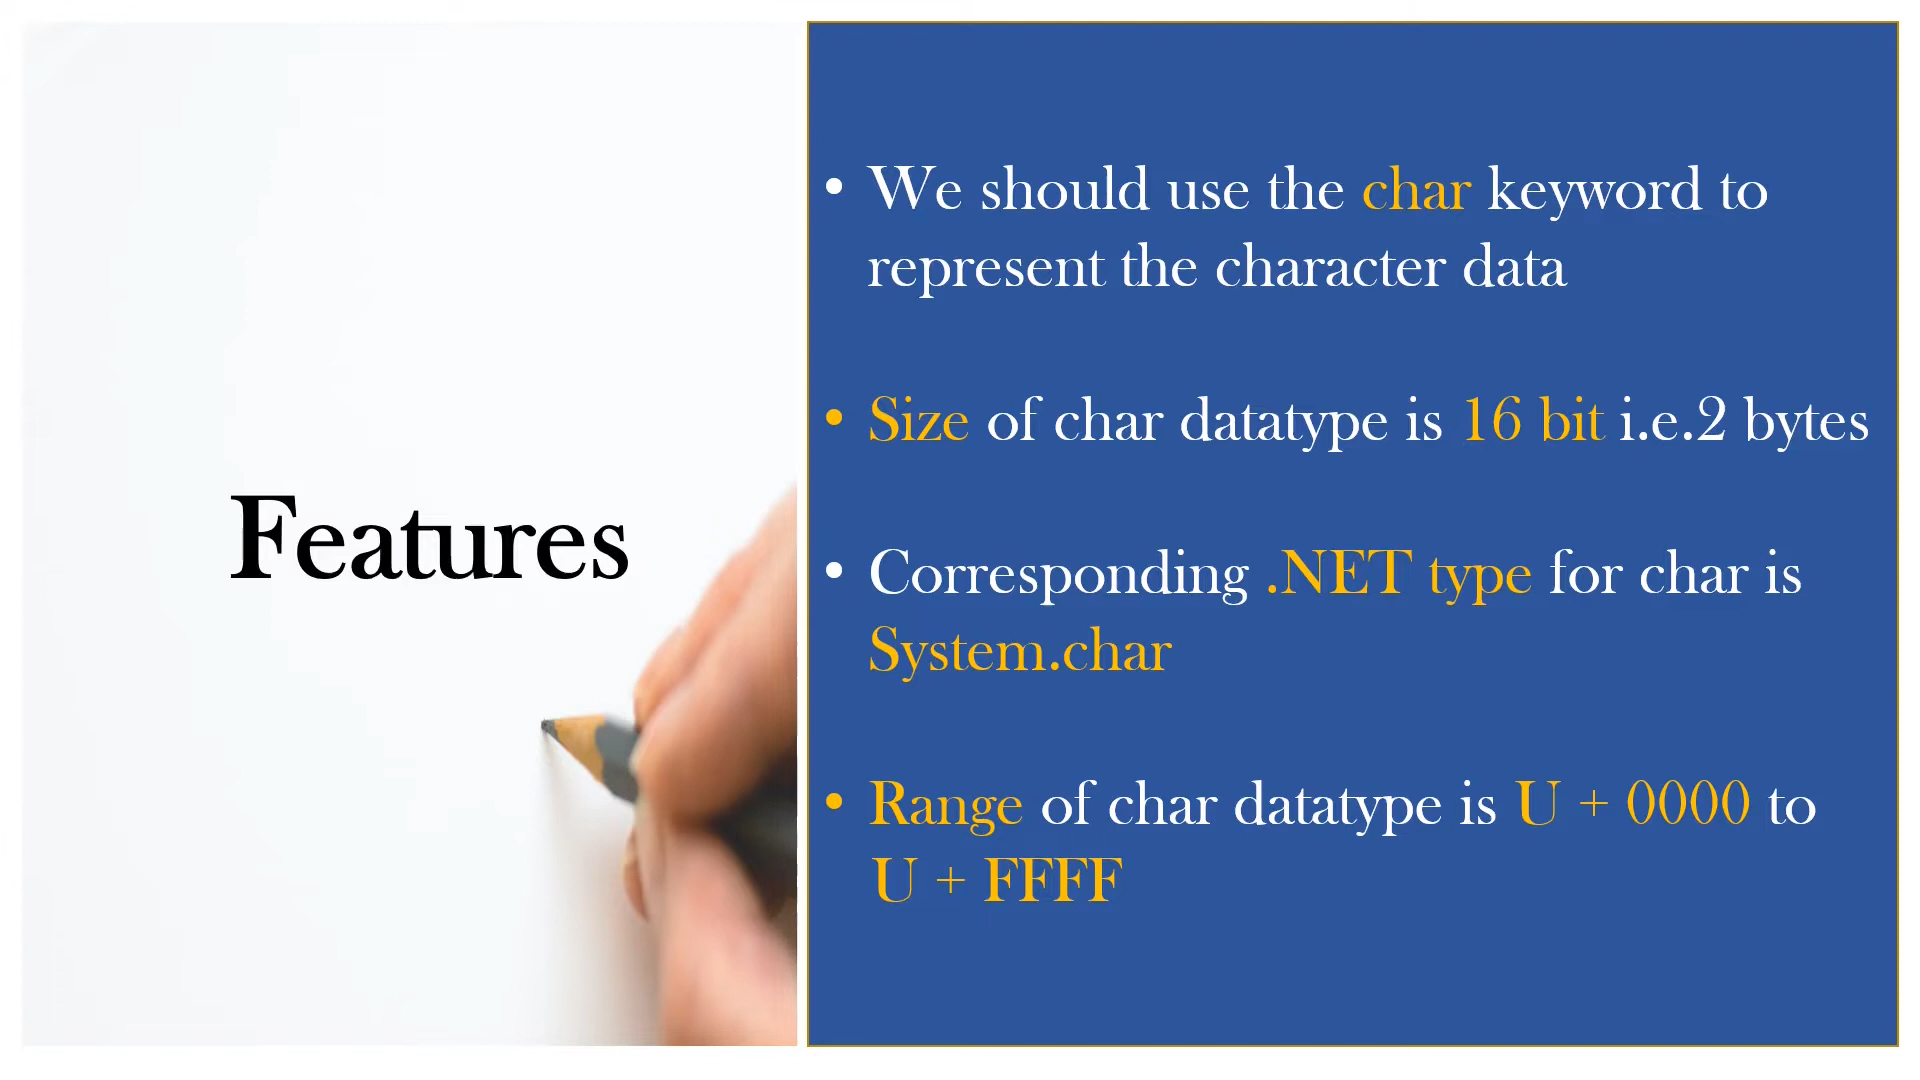 Features
• We should use the char keyword to
represent the character data
• Size of char datatype is 16 bit i.e.2 bytes
• Corresponding .NET type for char is
System.char
• Range of char datatype is U + 0000 to
U + FFFF